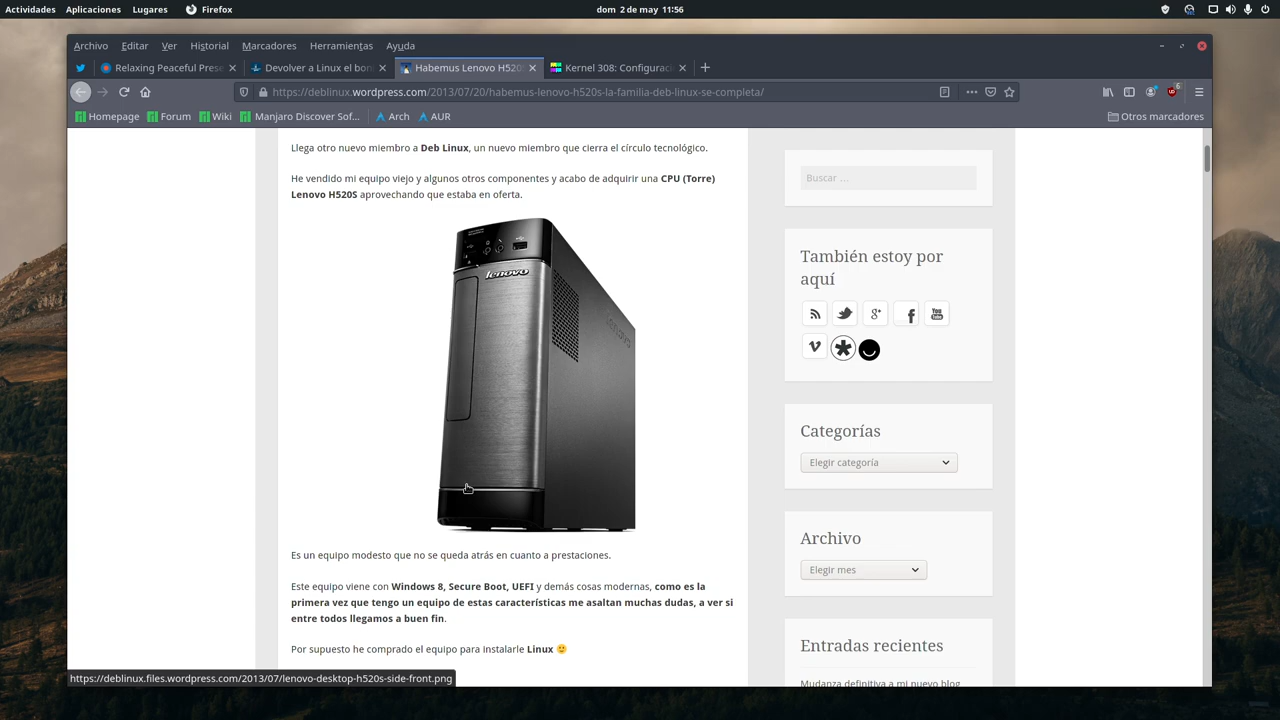 Actividades Aplicaciones Lugares Firefox dom 2 de may 11:56
Archivo Editar Ver Historial Marcadores Herramientas Ayuda
Relaxing Peaceful Prese Devolver a Linux el bon Habemus Lenovo H520S Kernel 308: Configuraci
https://deblinux.wordpress.com/2013/07/20/habemus-lenovo-h520s-la-familia-deb-linux-se-completa/
6
Homepage Forum Wiki Manjaro Discover Sof... Arch AUR Otros marcadores
Llega otro nuevo miembro a Deb Linux, un nuevo miembro que cierra el círculo tecnológico.
He vendido mi equipo viejo y algunos otros componentes y acabo de adquirir una CPU (Torre)
Lenovo H520S aprovechando que estaba en oferta.
lenovo
Es un equipo modesto que no se queda atrás en cuanto a prestaciones.
Este equipo viene con Windows 8, Secure Boot, UEFI y demás cosas modernas, como es la
primera vez que tengo un equipo de estas características me asaltan muchas dudas, a ver si
entre todos llegamos a buen fin.
Por supuesto he comprado el equipo para instalarle Linux
Buscar ...
También estoy por
aquí
Categorías
Elegir categoría
Archivo
Elegir mes
Entradas recientes
Mudanza definitiva a mi nuevo blog
https://deblinux.files.wordpress.com/2013/07/lenovo-desktop-h520s-side-front.png